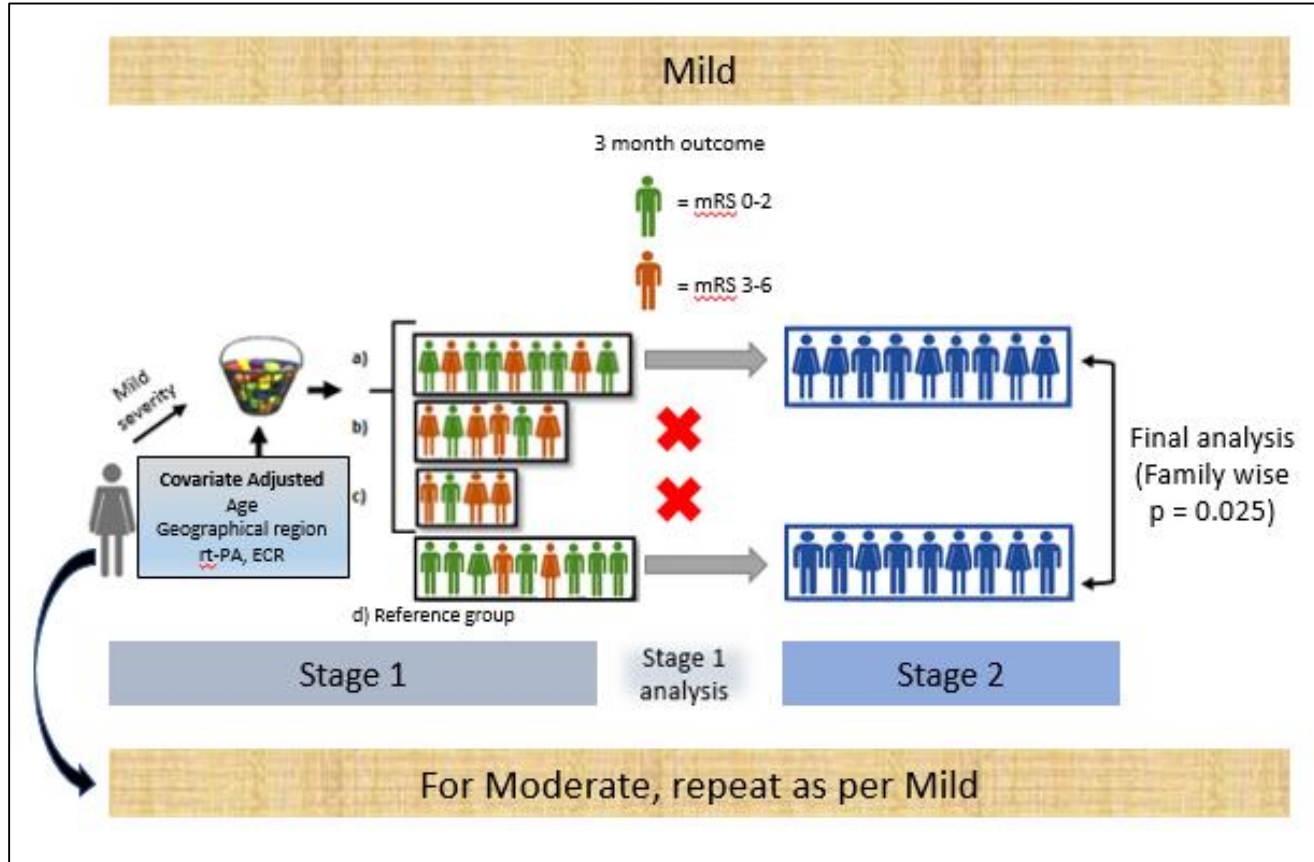 Mild
3 month outcome
= mRS 0-2
= mRS 3-6
Mild
severity
Covariate Adjusted
Age
Geographical region
rt-PA, ECR
a)
b)
c)
d) Reference group
Final analysis
(Family wise
p = 0.025)
Stage 1
Stage 1
analysis
Stage 2
For Moderate, repeat as per Mild